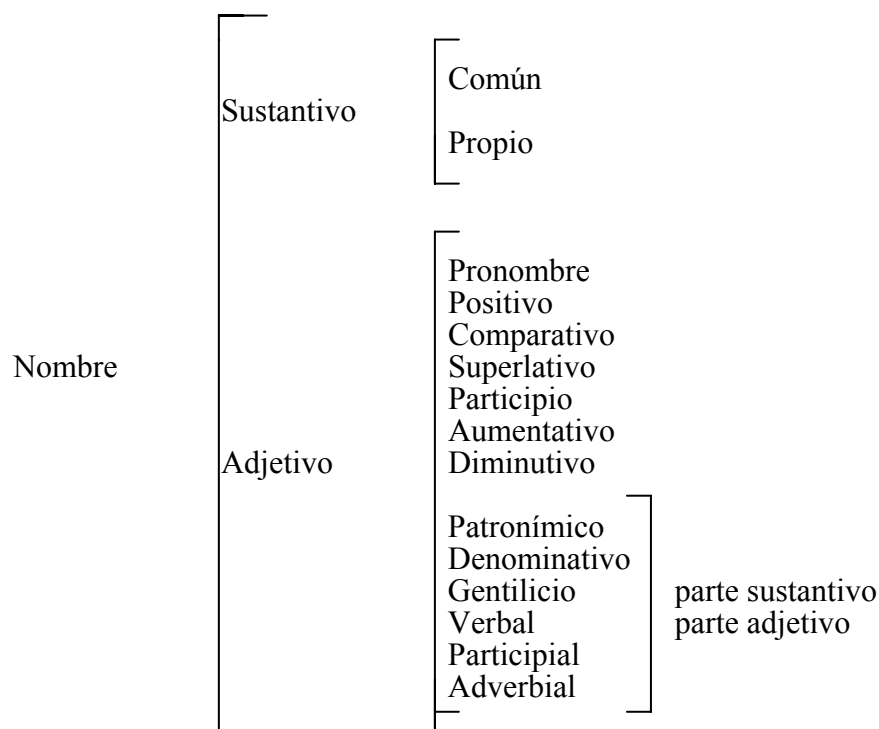 Común
Sustantivo
Propio
Pronombre
Positivo
Comparativo
Nombre
Superlativo
Participio
Aumentativo
Adjetivo
Diminutivo
Patronímico
Denominativo
Gentilicio
parte sustantivo
Verbal
parte adjetivo
Participial
Adverbial